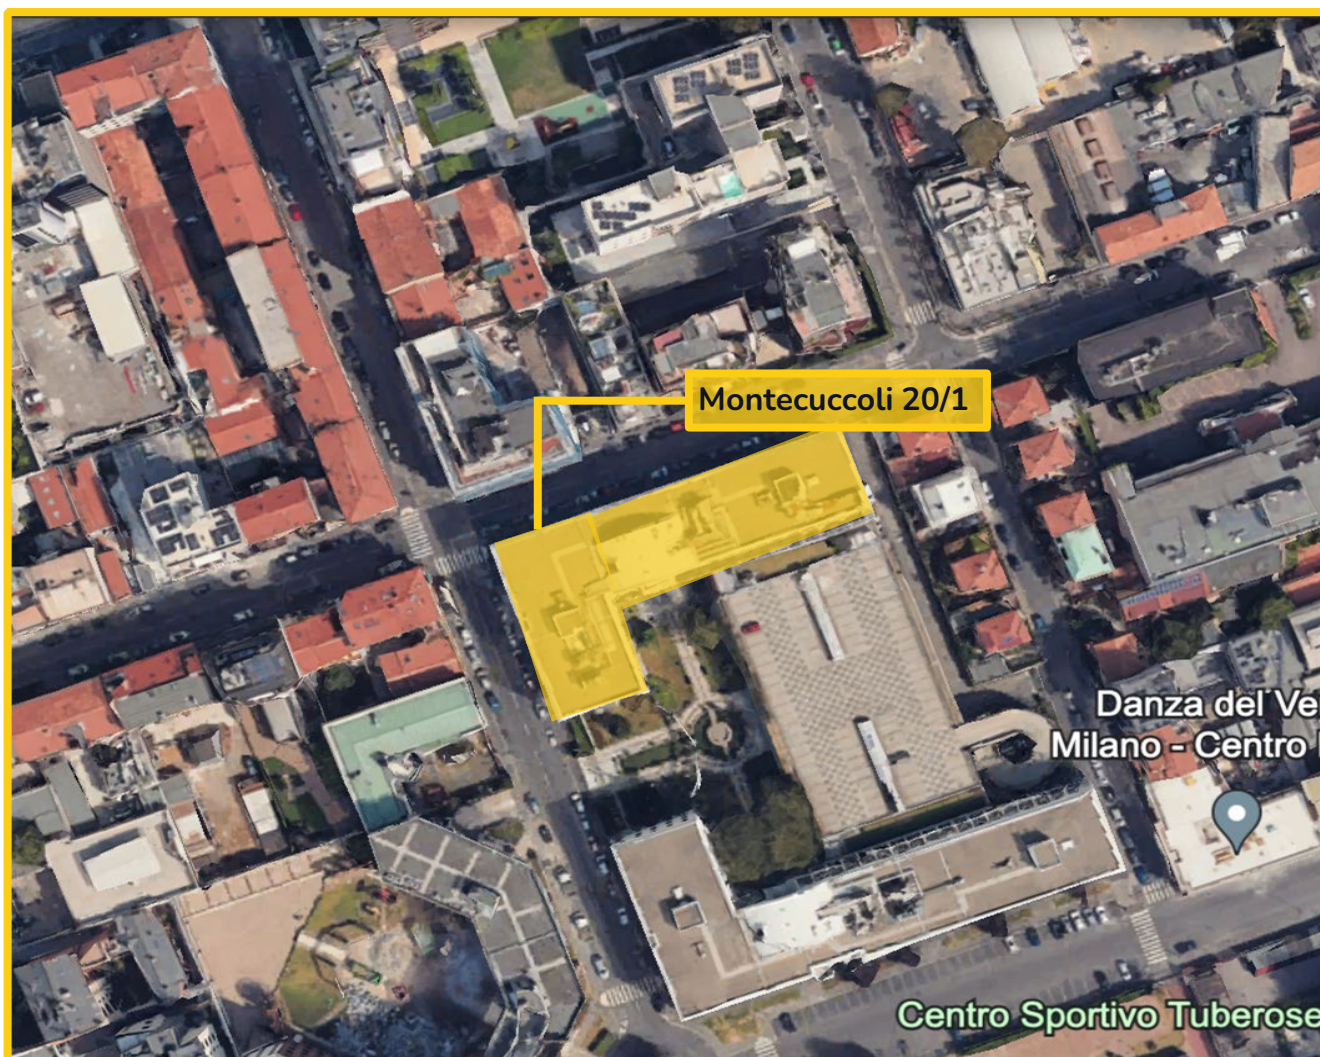 Montecuccoli 20/1
Danza del Ve
Milano - Centro
Centro Sportivo Tuberose